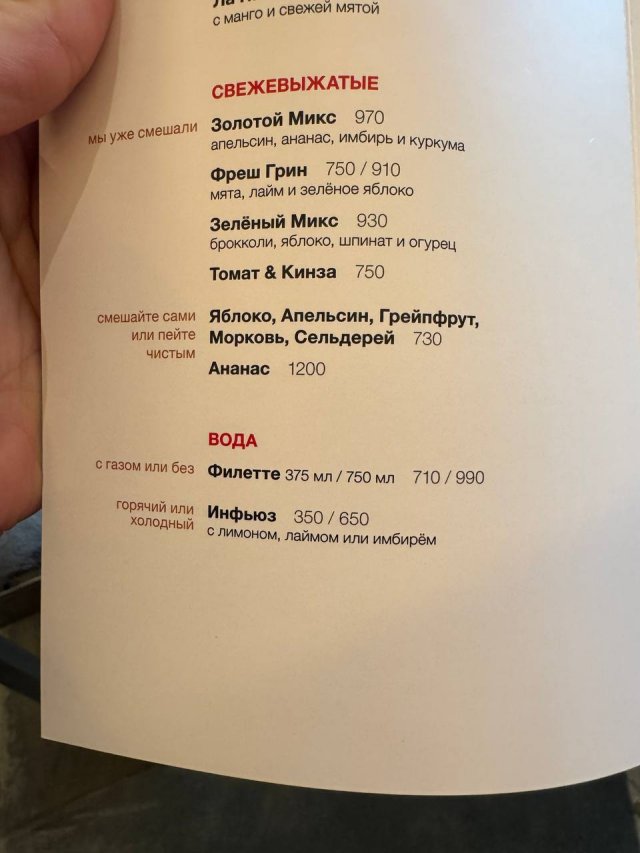 с манго и свежей мятой
СВЕЖЕВЫЖАТЫЕ
мы уже смешали
Золотой Микс 970
апельсин, ананас, имбирь и куркума
Фреш Грин 750 / 910
мята, лайм и зелёное яблоко
Зелёный Микс 930
брокколи, яблоко, шпинат и огурец
Томат & Кинза 750
смешайте сами
или пейте
чистым
Яблоко, Апельсин, Грейпфрут,
Морковь, Сельдерей 730
Ананас 1200
ВОДА
с газом или без
Филетте 375 мл / 750 мл 710 / 990
горячий или
холодный
Инфьюз 350 / 650
с лимоном, лаймом или имбирём